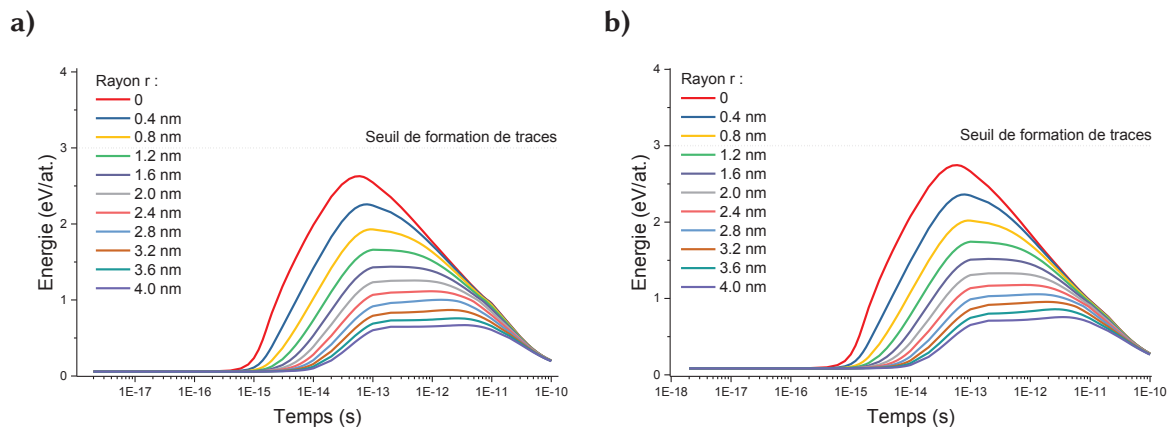 a)
4
3
2
1
0
Energie (eV/at.)
Rayon r :
0
0.4 nm
0.8 nm
1.2 nm
1.6 nm
2.0 nm
2.4 nm
2.8 nm
3.2 nm
3.6 nm
4.0 nm
Seuil de formation de traces
1E-17 1E-16 1E-15 1E-14 1E-13 1E-12 1E-11 1E-10
Temps (s)
b)
4
3
2
1
0
Energie (eV/at.)
Rayon r :
0
0.4 nm
0.8 nm
1.2 nm
1.6 nm
2.0 nm
2.4 nm
2.8 nm
3.2 nm
3.6 nm
4.0 nm
Seuil de formation de traces
1E-18 1E-17 1E-16 1E-15 1E-14 1E-13 1E-12 1E-11 1E-10
Temps (s)